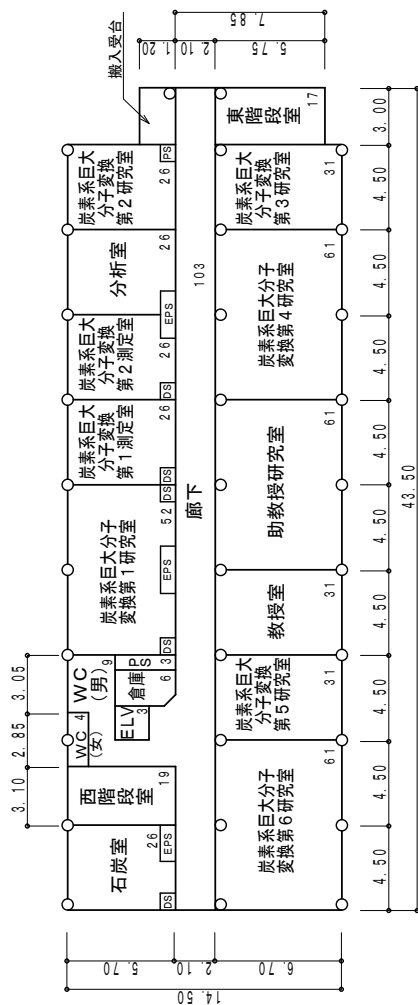 3.10
2.85
3.05
搬入受台
石炭室
26
DS
EPS
西階段室
19
WC
(女)
4
WC
(男)
9
ELV
3
倉庫
6
PS
3
炭素系巨大分子
変換第1研究室
52
DS
EPS
DS
炭素系巨大
分子変換
第1測定室
26
DS
炭素系巨大
分子変換
第2測定室
26
DS
EPS
分析室
26
炭素系巨大
分子変換
第2研究室
26
PS
廊下
103
炭素系巨大分子
変換第6研究室
61
炭素系巨大
分子変換
第5研究室
31
教授室
31
助教授研究室
61
炭素系巨大分子
変換第4研究室
61
炭素系巨大
分子変換
第3研究室
31
東階段室
17
5.70
2.10
6.70
14.50
1.20
2.10
5.75
7.85
4.50
4.50
4.50
4.50
4.50
4.50
4.50
4.50
4.50
3.00
43.50